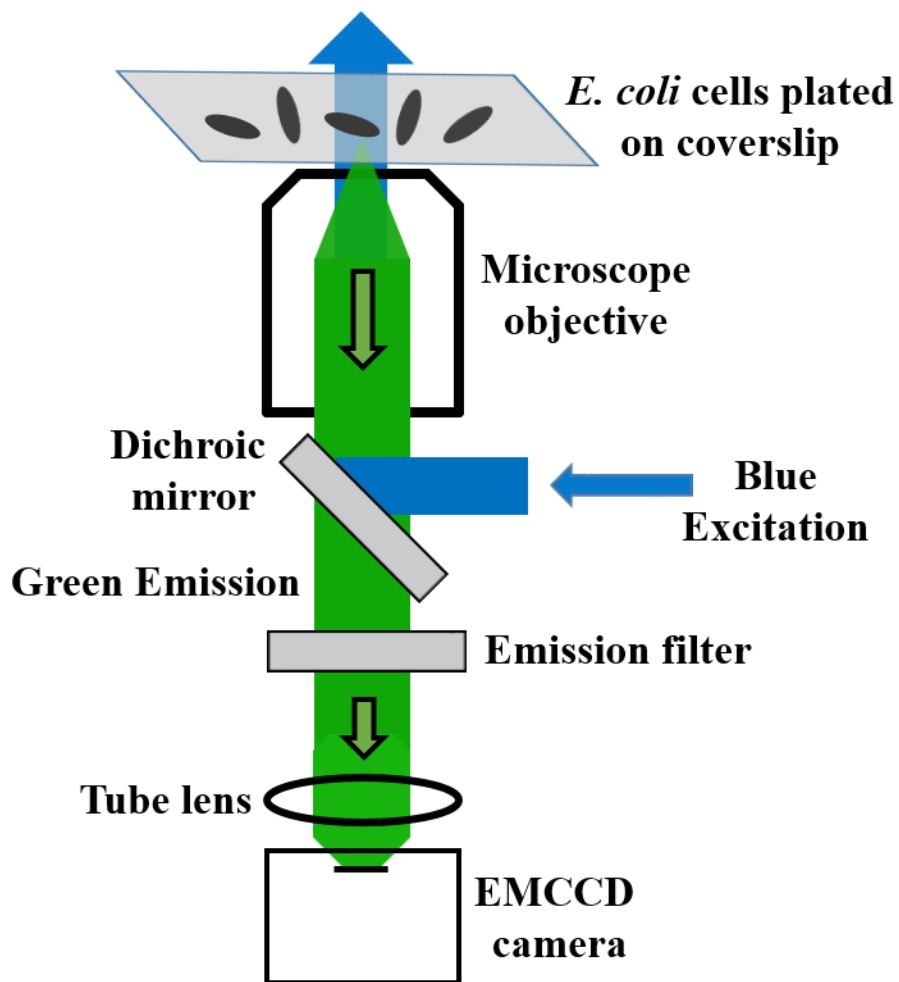 E. coli cells plated
on coverslip
Microscope
objective
Dichroic
mirror
Blue
Excitation
Green Emission
Emission filter
Tube lens
EMCCD
camera